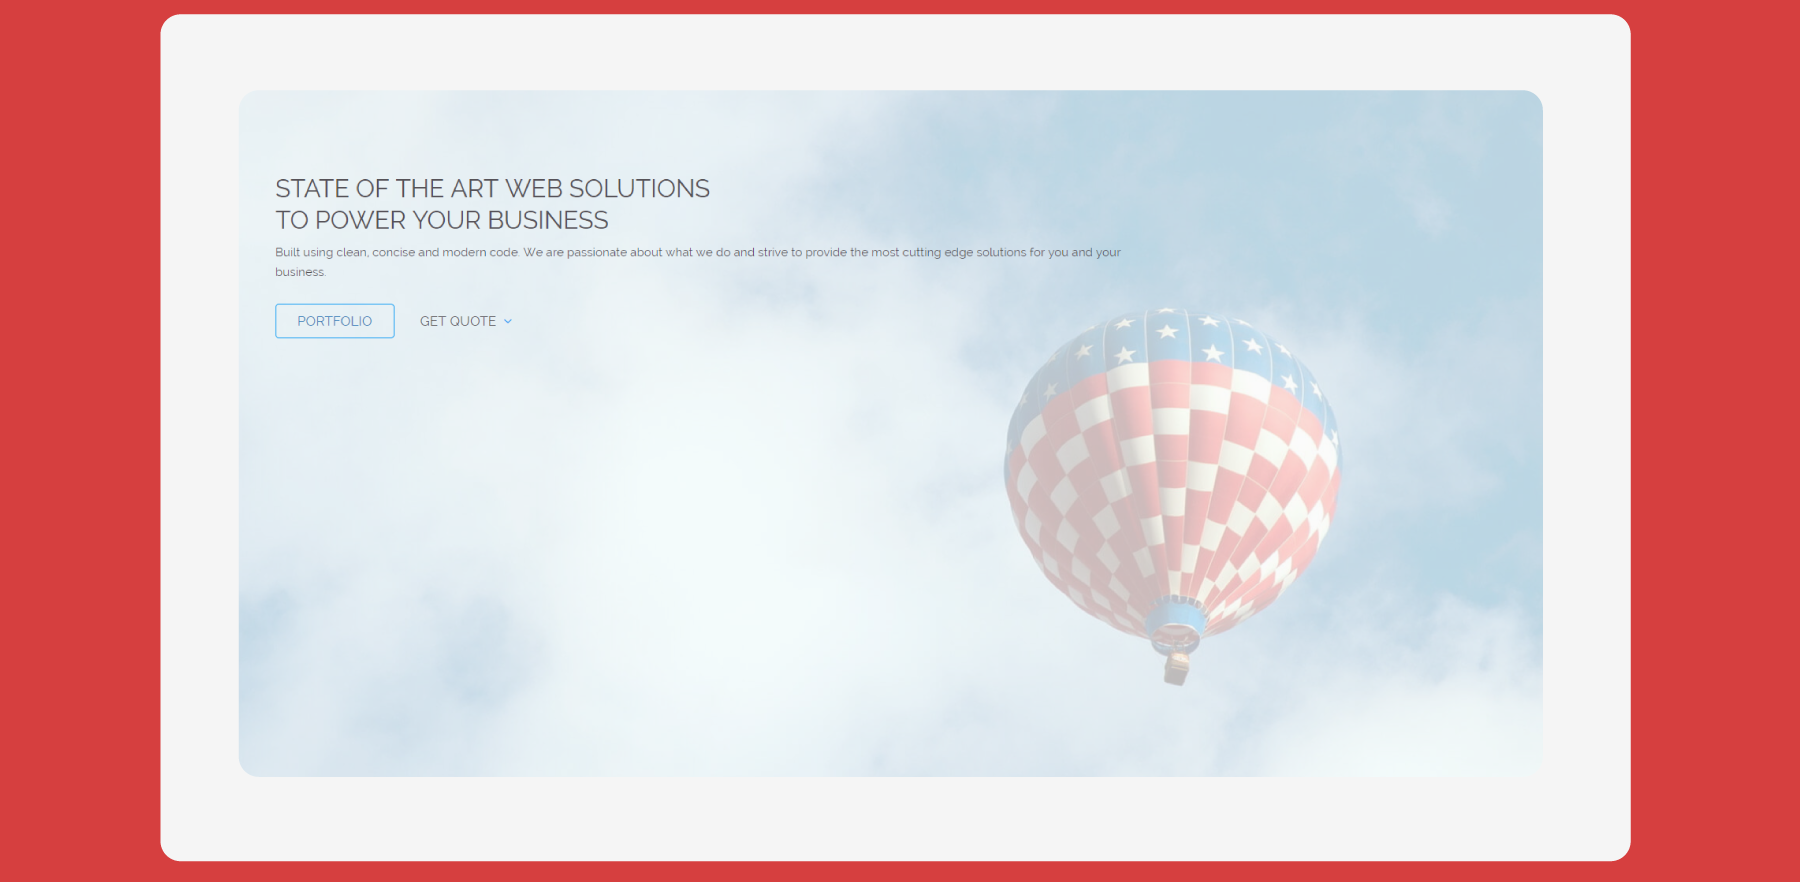 STATE OF THE ART WEB SOLUTIONS
TO POWER YOUR BUSINESS
Built using clean, concise and modern code. We are passionate about what we do and strive to provide the most cutting edge solutions for you and your
business.
PORTFOLIO GET QUOTE